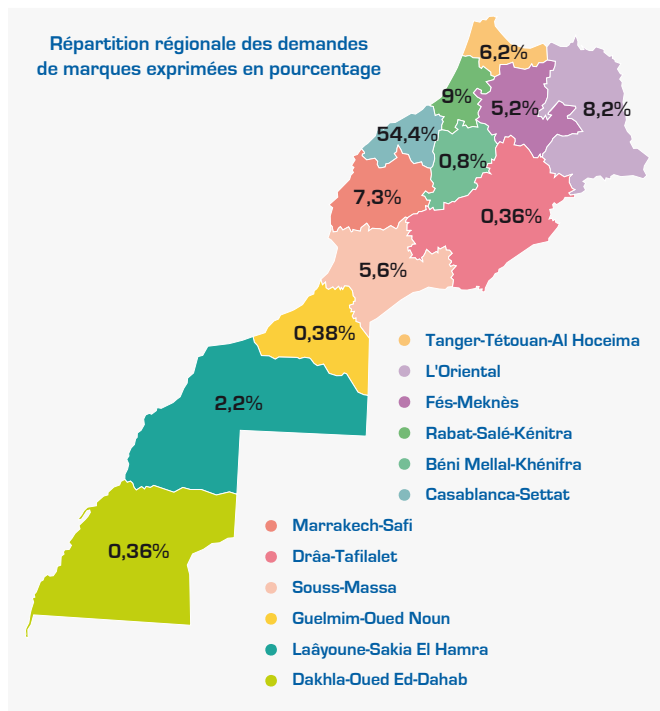 Répartition régionale des demandes
de marques exprimées en pourcentage
6,2%
9%
5,2%
8,2%
54,4%
0,8%
7,3%
0,36%
5,6%
0,38%
2,2%
0,36%
Tanger-Tétouan-Al Hoceima
L'Oriental
Fés-Meknès
Rabat-Salé-Kénitra
Béni Mellal-Khénifra
Casablanca-Settat
Marrakech-Safi
Drâa-Tafilalet
Souss-Massa
Guelmim-Oued Noun
Laâyoune-Sakia El Hamra
Dakhla-Oued Ed-Dahab